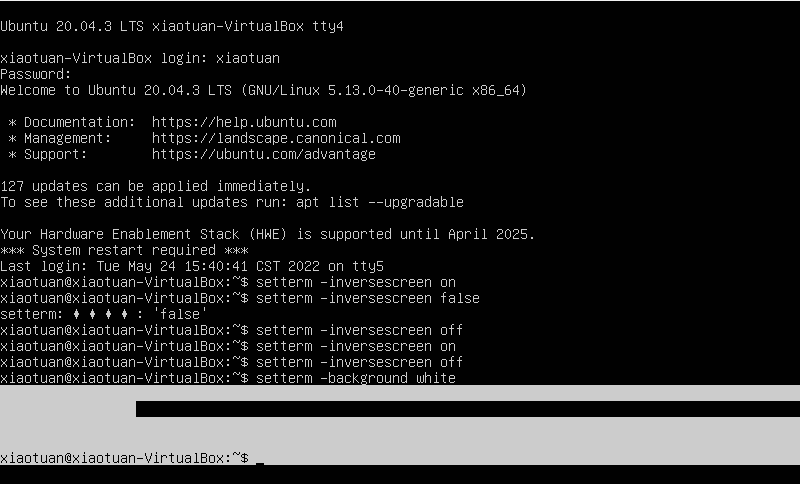 Ubuntu 20.04.3 LTS xiaotuan-VirtualBox tty4
xiaotuan-VirtualBox login: xiaotuan
Password:
Welcome to Ubuntu 20.04.3 LTS (GNU/Linux 5.13.0-40-generic x86_64)
* Documentation:  https://help.ubuntu.com
* Management:     https://landscape.canonical.com
* Support:        https://ubuntu.com/advantage
127 updates can be applied immediately.
To see these additional updates run: apt list --upgradable
Your Hardware Enablement Stack (HWE) is supported until April 2025.
*** System restart required ***
Last login: Tue May 24 15:40:41 CST 2022 on tty5
xiaotuan@xiaotuan-VirtualBox:~$ setterm -inversescreen on
xiaotuan@xiaotuan-VirtualBox:~$ setterm -inversescreen false
setterm: ♦ ♦ ♦ ♦ : 'false'
xiaotuan@xiaotuan-VirtualBox:~$ setterm -inversescreen off
xiaotuan@xiaotuan-VirtualBox:~$ setterm -inversescreen on
xiaotuan@xiaotuan-VirtualBox:~$ setterm -inversescreen off
xiaotuan@xiaotuan-VirtualBox:~$ setterm -background white
xiaotuan@xiaotuan-VirtualBox:~$ _